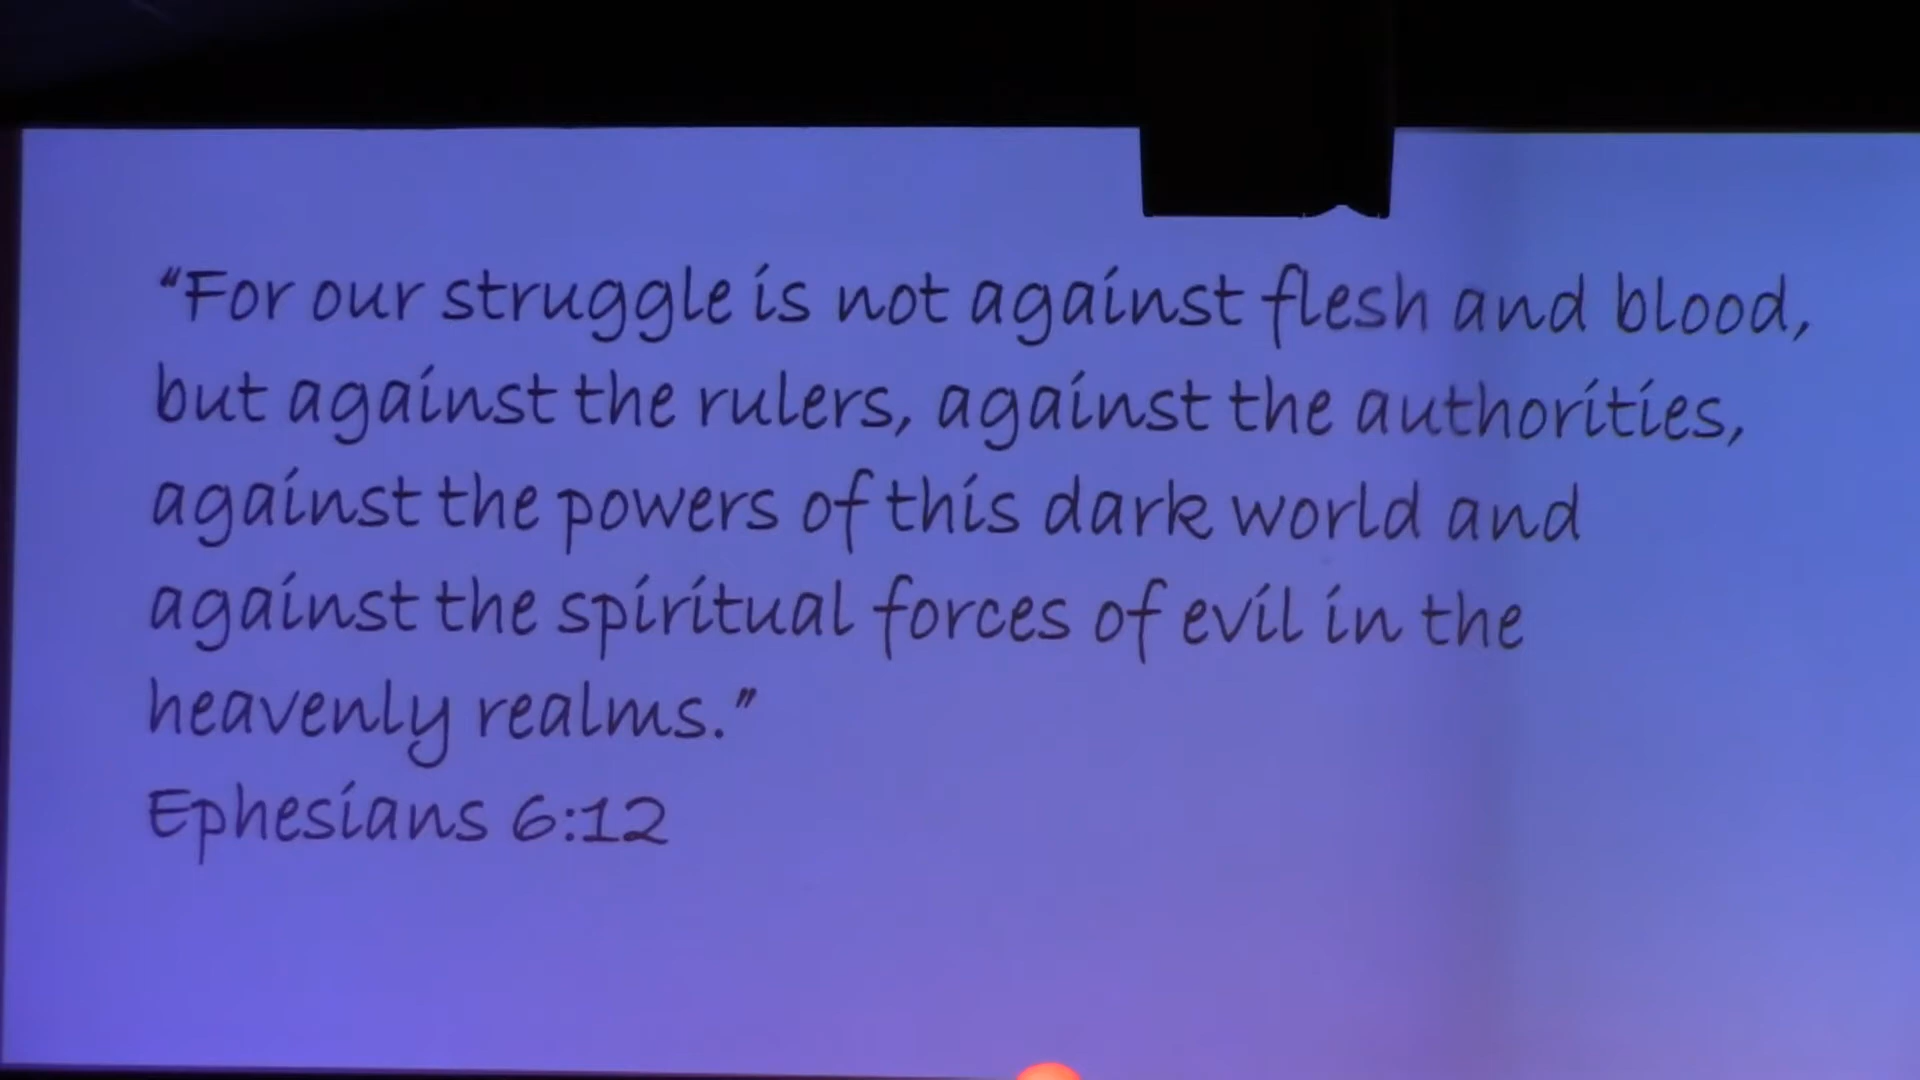 “For our struggle is not against flesh and blood,
but against the rulers, against the authorities,
against the powers of this dark world and
against the spiritual forces of evil in the
heavenly realms.”
Ephesians 6:12